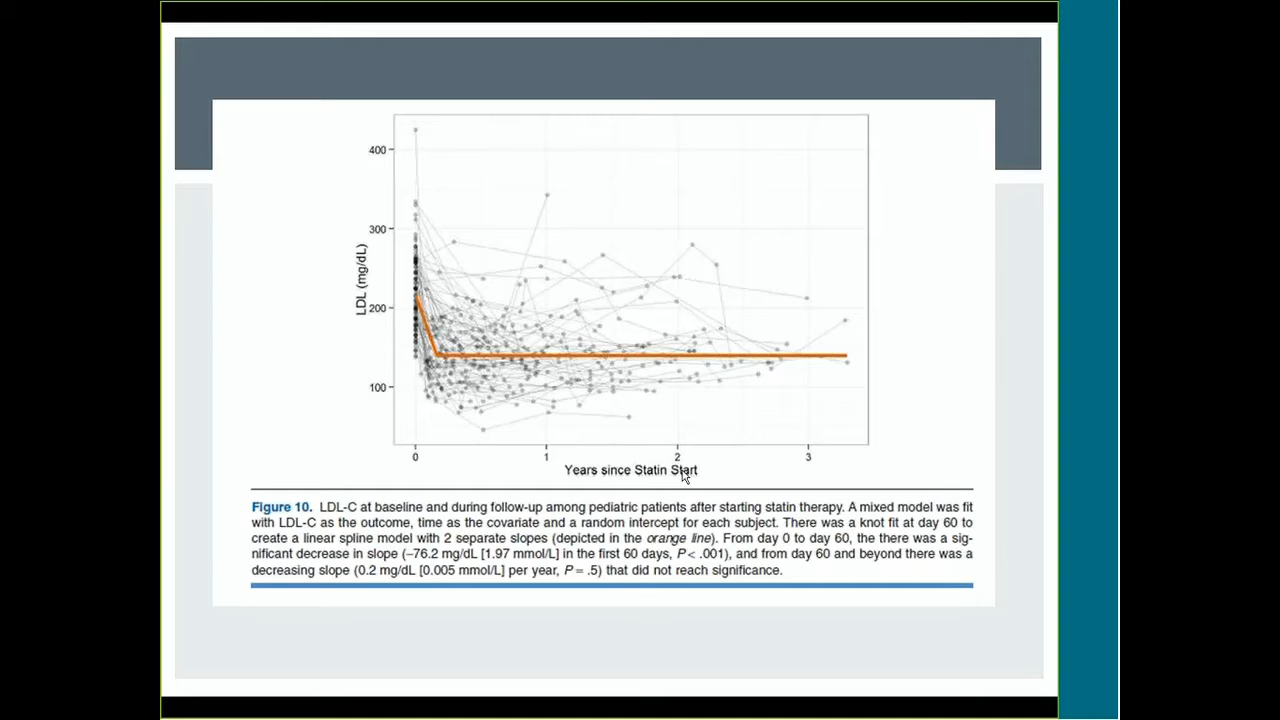 400
300
200
100
LDL (mg/dL)
0 1 2 3
Years since Statin Start
Figure 10. LDL-C at baseline and during follow-up among pediatric patients after starting statin therapy. A mixed model was fit
with LDL-C as the outcome, time as the covariate and a random intercept for each subject. There was a knot fit at day 60 to
create a linear spline model with 2 separate slopes (depicted in the orange line). From day 0 to day 60, the there was a sig-
nificant decrease in slope (−76.2 mg/dL [1.97 mmol/L] in the first 60 days, P < .001), and from day 60 and beyond there was a
decreasing slope (0.2 mg/dL [0.005 mmol/L] per year, P = .5) that did not reach significance.